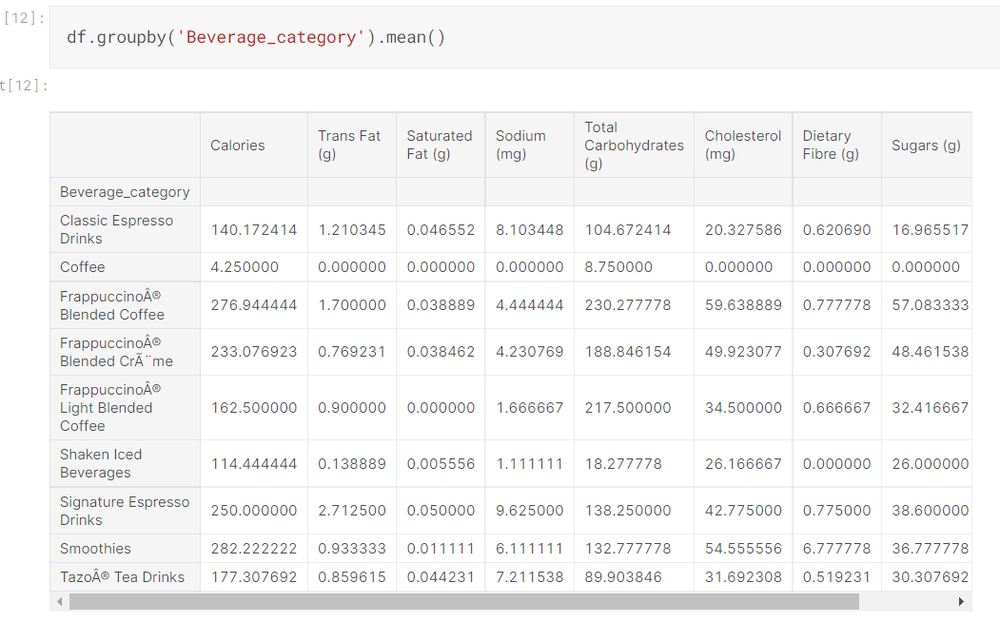 [12]:
df.groupby('Beverage_category').mean()
t[12]:
Calories Trans Fat (g) Saturated Fat (g) Sodium (mg) Total Carbohydrates (g) Cholesterol (mg) Dietary Fibre (g) Sugars (g)
Beverage_category
Classic Espresso Drinks 140.172414 1.210345 0.046552 8.103448 104.672414 20.327586 0.620690 16.965517
Coffee 4.250000 0.000000 0.000000 0.000000 8.750000 0.000000 0.000000 0.000000
FrappuccinoÂ® Blended Coffee 276.944444 1.700000 0.038889 4.444444 230.277778 59.638889 0.777778 57.083333
FrappuccinoÂ® Blended CrÃ¨me 233.076923 0.769231 0.038462 4.230769 188.846154 49.923077 0.307692 48.461538
FrappuccinoÂ® Light Blended Coffee 162.500000 0.900000 0.000000 1.666667 217.500000 34.500000 0.666667 32.416667
Shaken Iced Beverages 114.444444 0.138889 0.005556 1.111111 18.277778 26.166667 0.000000 26.000000
Signature Espresso Drinks 250.000000 2.712500 0.050000 9.625000 138.250000 42.775000 0.775000 38.600000
Smoothies 282.222222 0.933333 0.011111 6.111111 132.777778 54.555556 6.777778 36.777778
TazoÂ® Tea Drinks 177.307692 0.859615 0.044231 7.211538 89.903846 31.692308 0.519231 30.307692